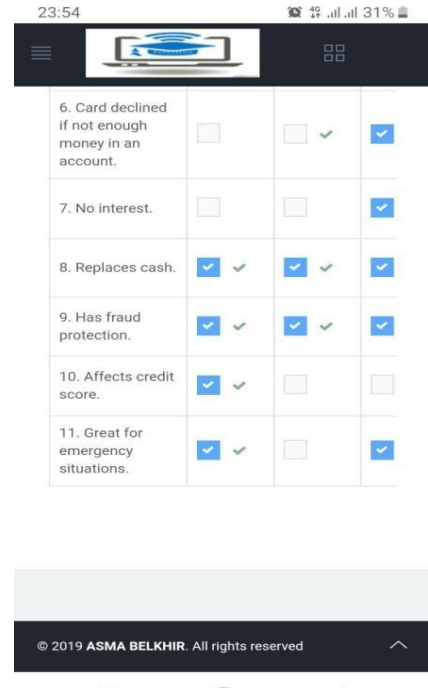 23:54
4G
31%
6. Card declined
if not enough
money in an
account.
7. No interest.
8. Replaces cash.
9. Has fraud
protection.
10. Affects credit
score.
11. Great for
emergency
situations.
© 2019 ASMA BELKHIR. All rights reserved